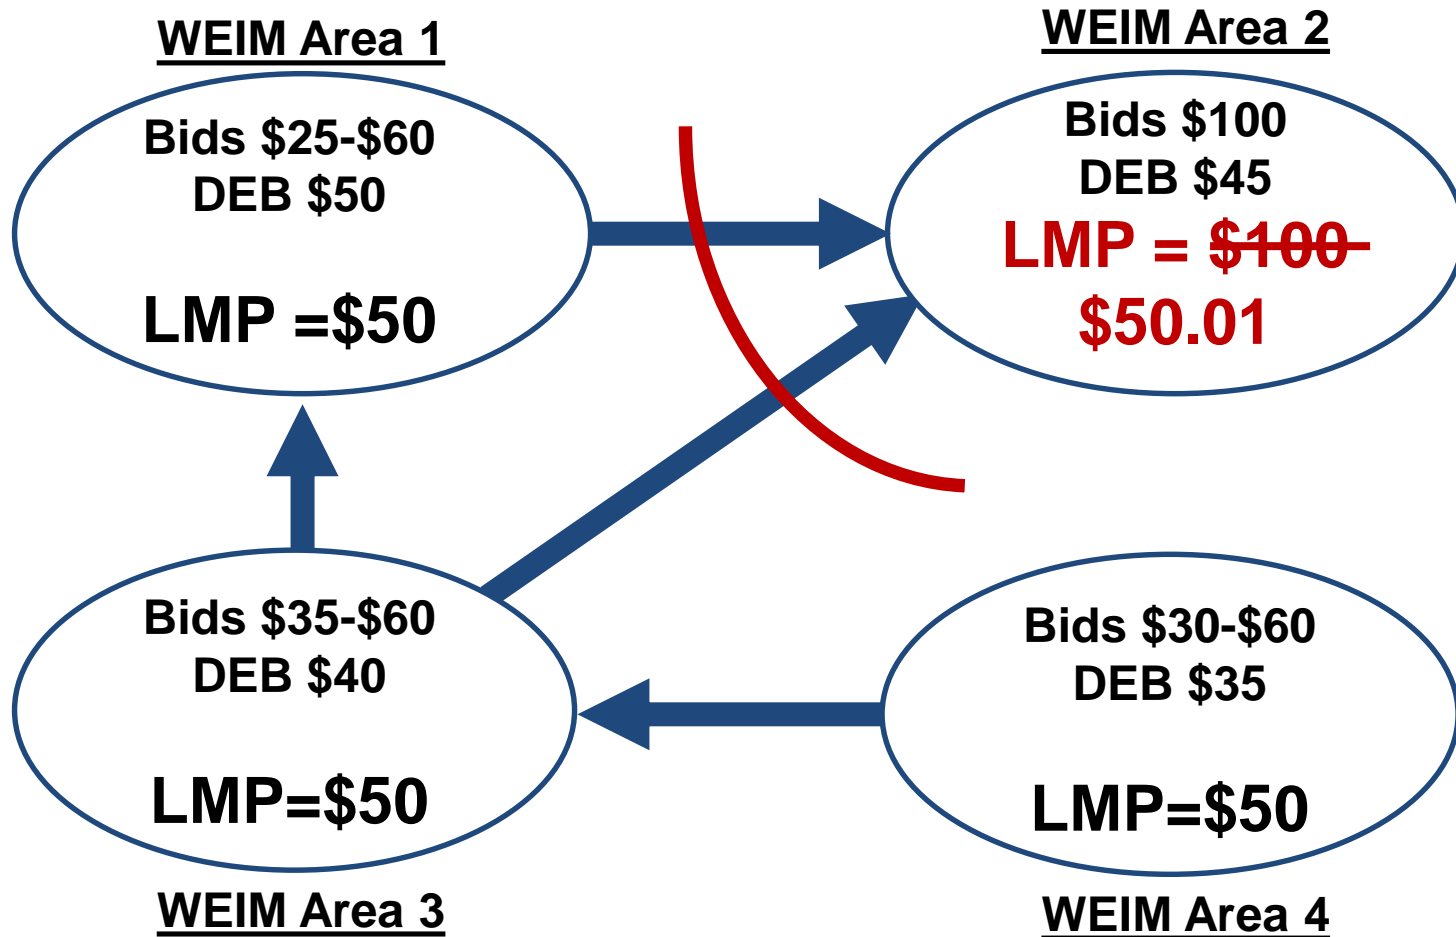 WEIM Area 1
Bids $25-$60
DEB $50
LMP =$50
WEIM Area 2
Bids $100
DEB $45
LMP = $100
$50.01
Bids $35-$60
DEB $40
LMP=$50
WEIM Area 3
Bids $30-$60
DEB $35
LMP=$50
WEIM Area 4